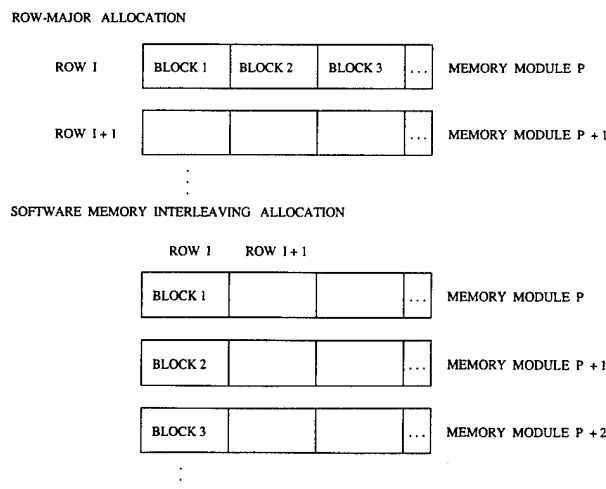 ROW-MAJOR ALLOCATION
ROW I BLOCK 1 BLOCK 2 BLOCK 3 ... MEMORY MODULE P
ROW I+1 ... MEMORY MODULE P + 1
SOFTWARE MEMORY INTERLEAVING ALLOCATION
ROW I ROW I+1
BLOCK 1 ... MEMORY MODULE P
BLOCK 2 ... MEMORY MODULE P + 1
BLOCK 3 ... MEMORY MODULE P + 2